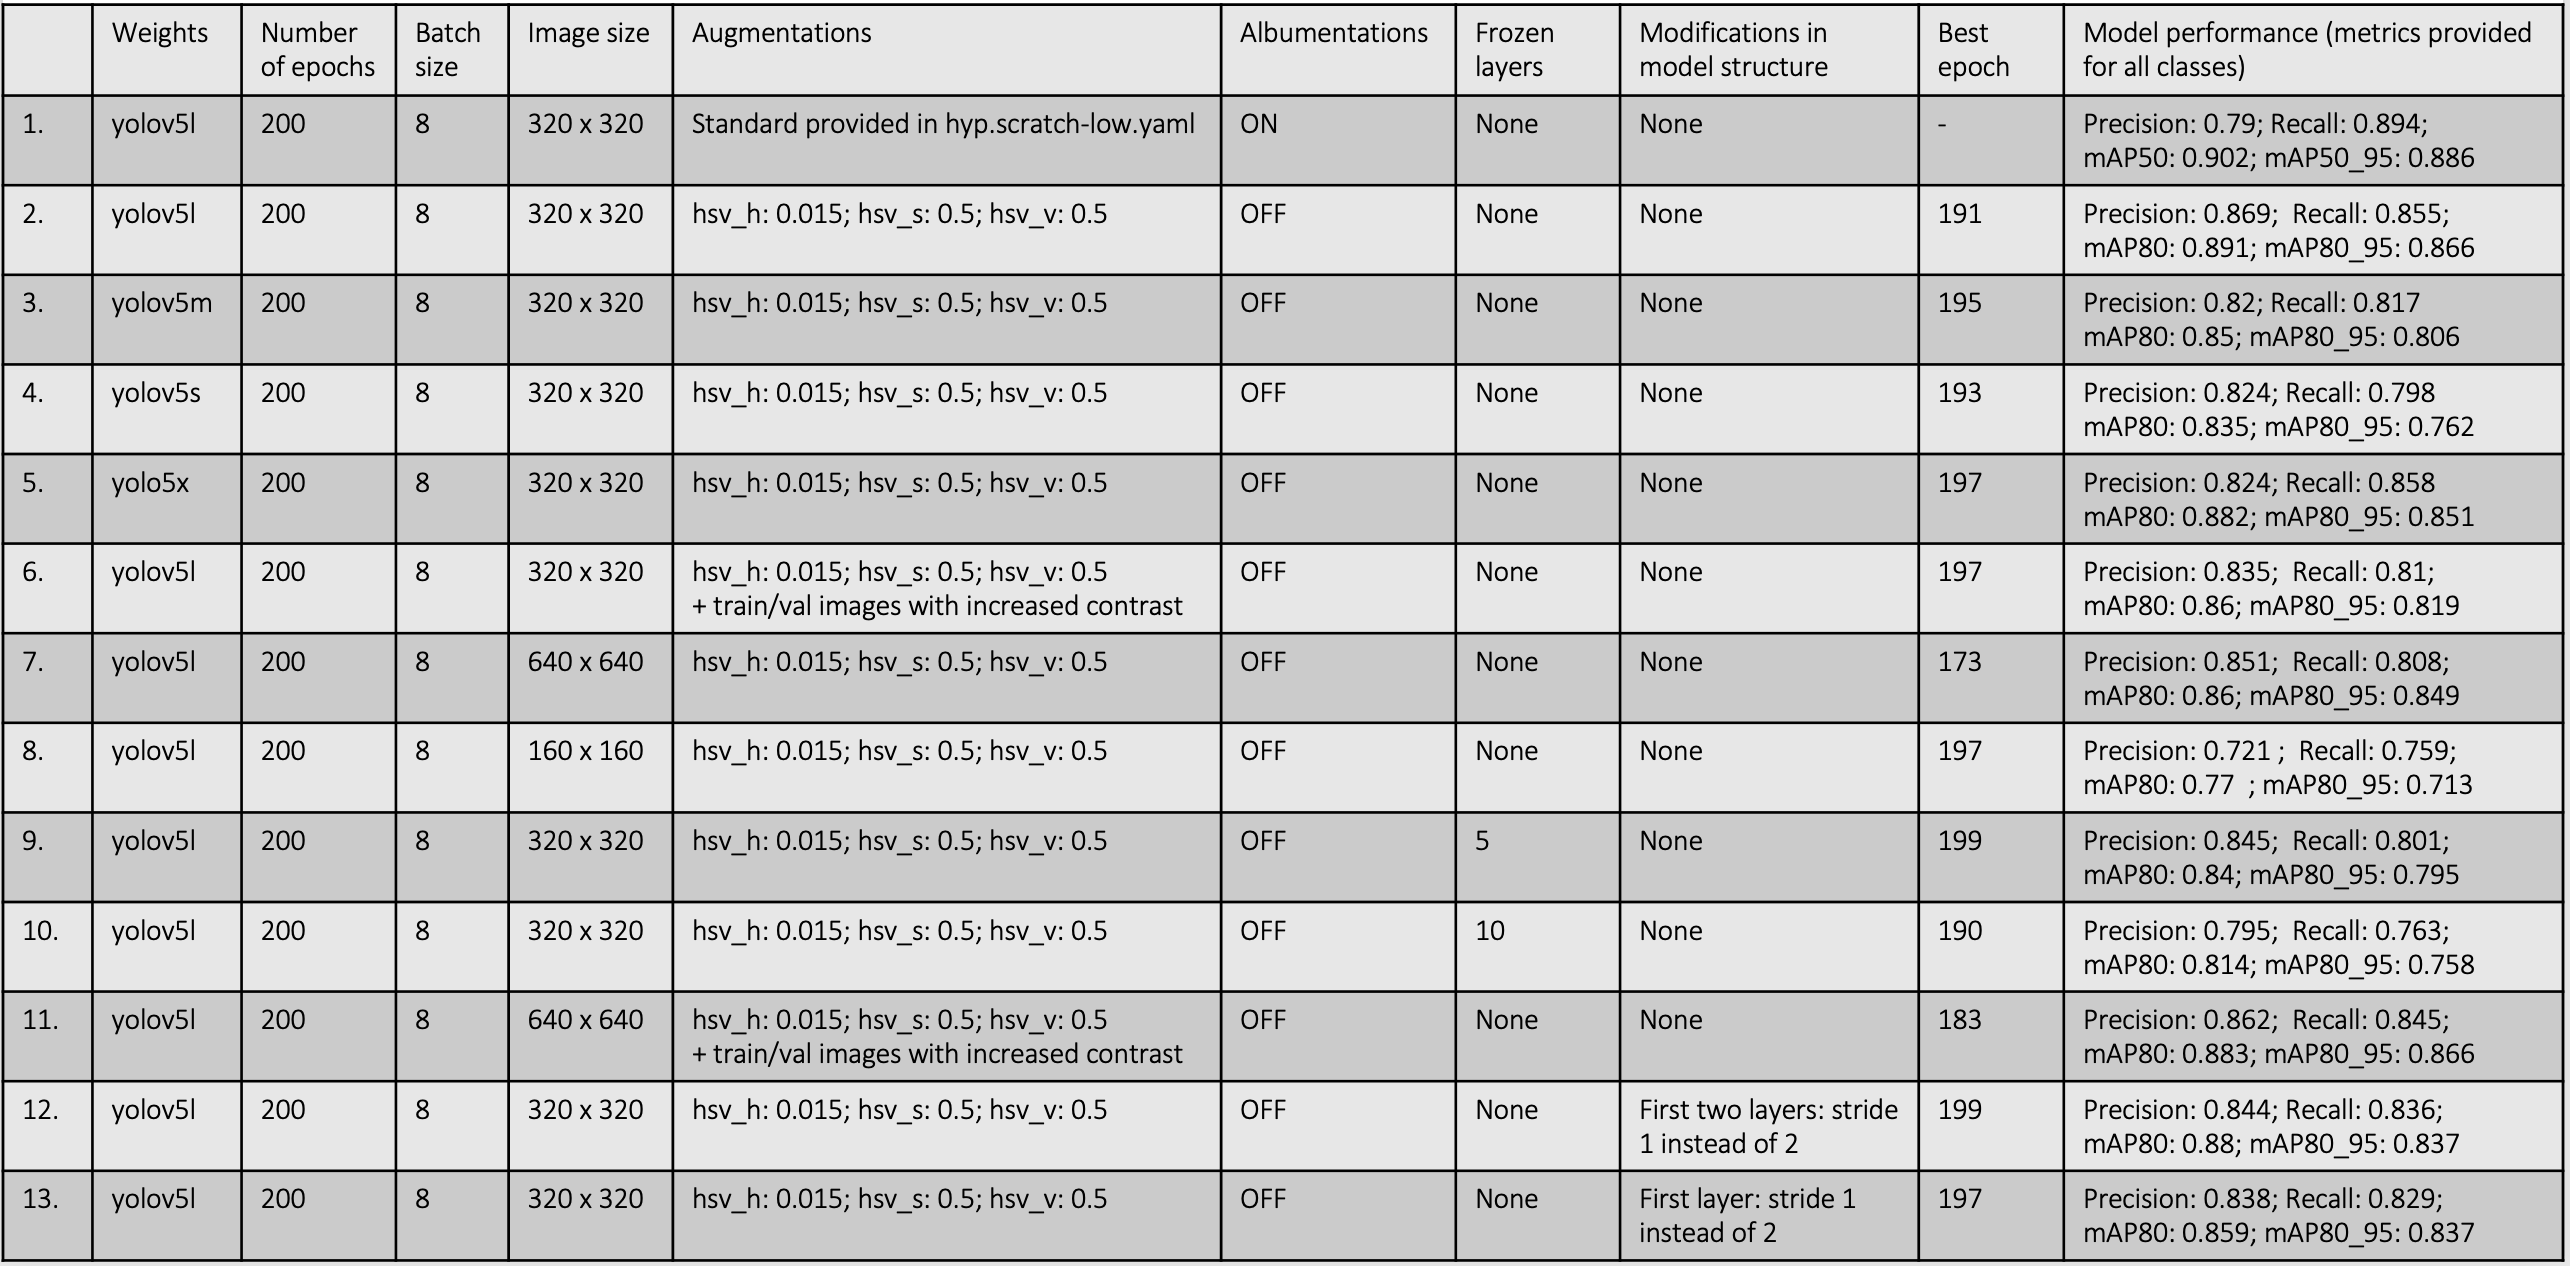 Weights
Number
of epochs
Batch
size
Image size
Augmentations
Albumentations
Frozen
layers
Modifications in
model structure
Best
epoch
Model performance (metrics provided
for all classes)
1.
yolov5l
200
8
320 x 320
Standard provided in hyp.scratch-low.yaml
ON
None
None
-
Precision: 0.79; Recall: 0.894;
mAP50: 0.902; mAP50_95: 0.886
2.
yolov5l
200
8
320 x 320
hsv_h: 0.015; hsv_s: 0.5; hsv_v: 0.5
OFF
None
None
191
Precision: 0.869;  Recall: 0.855;
mAP80: 0.891; mAP80_95: 0.866
3.
yolov5m
200
8
320 x 320
hsv_h: 0.015; hsv_s: 0.5; hsv_v: 0.5
OFF
None
None
195
Precision: 0.82; Recall: 0.817
mAP80: 0.85; mAP80_95: 0.806
4.
yolov5s
200
8
320 x 320
hsv_h: 0.015; hsv_s: 0.5; hsv_v: 0.5
OFF
None
None
193
Precision: 0.824; Recall: 0.798
mAP80: 0.835; mAP80_95: 0.762
5.
yolo5x
200
8
320 x 320
hsv_h: 0.015; hsv_s: 0.5; hsv_v: 0.5
OFF
None
None
197
Precision: 0.824; Recall: 0.858
mAP80: 0.882; mAP80_95: 0.851
6.
yolov5l
200
8
320 x 320
hsv_h: 0.015; hsv_s: 0.5; hsv_v: 0.5
+ train/val images with increased contrast
OFF
None
None
197
Precision: 0.835;  Recall: 0.81;
mAP80: 0.86; mAP80_95: 0.819
7.
yolov5l
200
8
640 x 640
hsv_h: 0.015; hsv_s: 0.5; hsv_v: 0.5
OFF
None
None
173
Precision: 0.851;  Recall: 0.808;
mAP80: 0.86; mAP80_95: 0.849
8.
yolov5l
200
8
160 x 160
hsv_h: 0.015; hsv_s: 0.5; hsv_v: 0.5
OFF
None
None
197
Precision: 0.721 ;  Recall: 0.759;
mAP80: 0.77  ; mAP80_95: 0.713
9.
yolov5l
200
8
320 x 320
hsv_h: 0.015; hsv_s: 0.5; hsv_v: 0.5
OFF
5
None
199
Precision: 0.845;  Recall: 0.801;
mAP80: 0.84; mAP80_95: 0.795
10.
yolov5l
200
8
320 x 320
hsv_h: 0.015; hsv_s: 0.5; hsv_v: 0.5
OFF
10
None
190
Precision: 0.795;  Recall: 0.763;
mAP80: 0.814; mAP80_95: 0.758
11.
yolov5l
200
8
640 x 640
hsv_h: 0.015; hsv_s: 0.5; hsv_v: 0.5
+ train/val images with increased contrast
OFF
None
None
183
Precision: 0.862;  Recall: 0.845;
mAP80: 0.883; mAP80_95: 0.866
12.
yolov5l
200
8
320 x 320
hsv_h: 0.015; hsv_s: 0.5; hsv_v: 0.5
OFF
None
First two layers: stride
1 instead of 2
199
Precision: 0.844; Recall: 0.836;
mAP80: 0.88; mAP80_95: 0.837
13.
yolov5l
200
8
320 x 320
hsv_h: 0.015; hsv_s: 0.5; hsv_v: 0.5
OFF
None
First layer: stride 1
instead of 2
197
Precision: 0.838; Recall: 0.829;
mAP80: 0.859; mAP80_95: 0.837